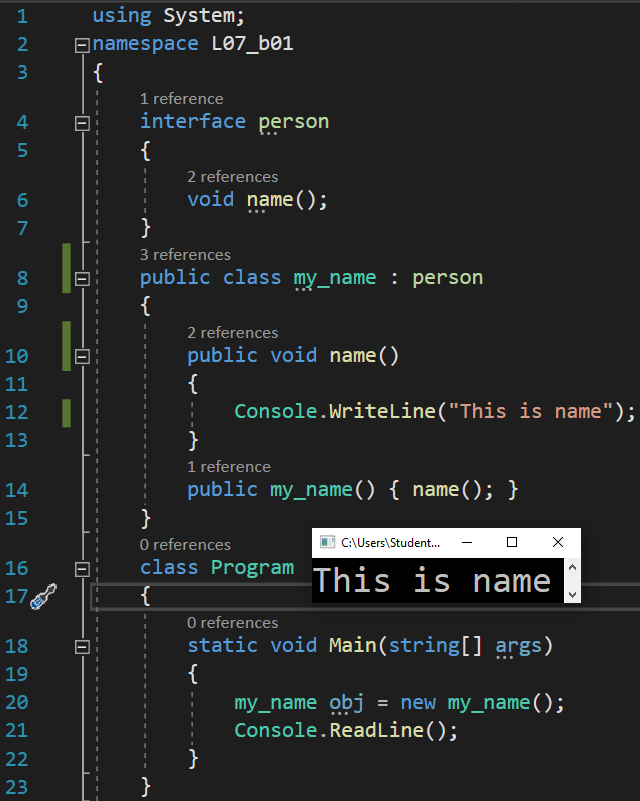 1 using System;
2 namespace L07_b01
3 {
1 reference
4 interface person
5 {
2 references
6 void name();
7 }
3 references
8 public class my_name : person
9 {
2 references
10 public void name()
11 {
12 Console.WriteLine("This is name");
13 }
1 reference
14 public my_name() { name(); }
15 }
0 references
16 class Program
17 {
0 references
18 static void Main(string[] args)
19 {
20 my_name obj = new my_name();
21 Console.ReadLine();
22 }
23 }
C:\Users\Student...
This is name